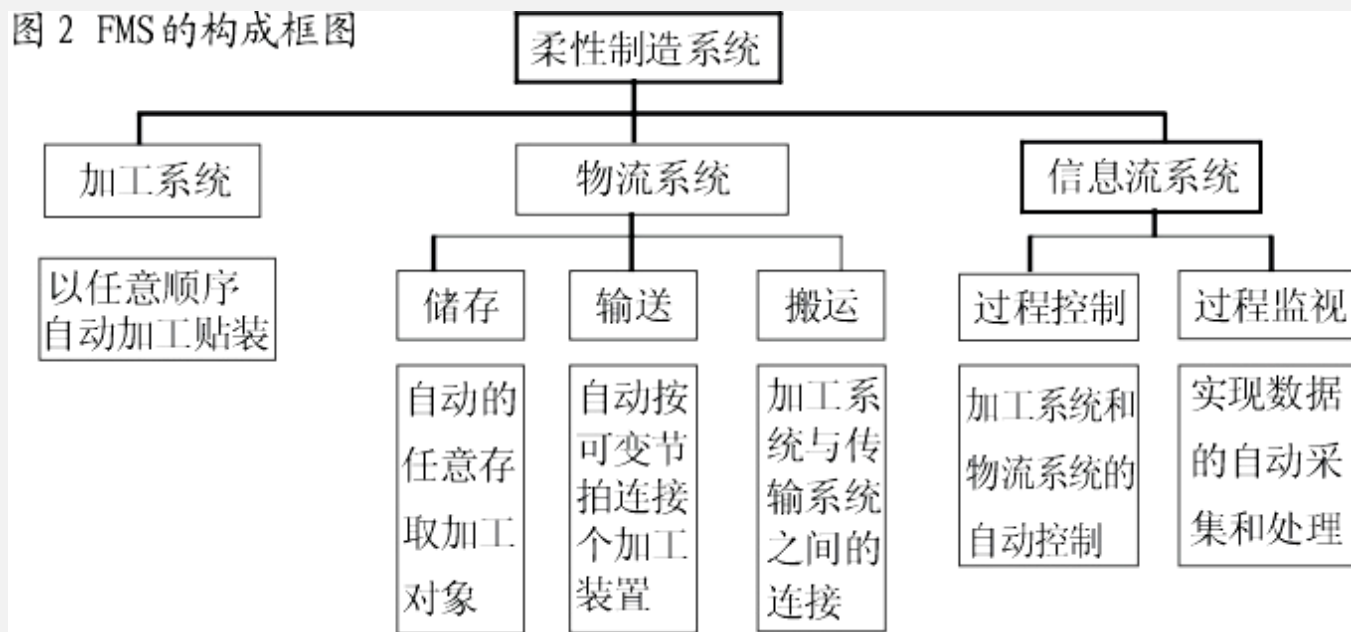 图 2 FMS的构成框图
柔性制造系统
加工系统
物流系统
信息流系统
以任意顺序
自动加工贴装
储存
输送
搬运
过程控制
过程监视
自动的
任意存
取加工
对象
自动按
可变节
拍连接
个加工
装置
加工系
统与传
输系统
之间的
连接
加工系统和
物流系统的
自动控制
实现数据
的自动采
集和处理